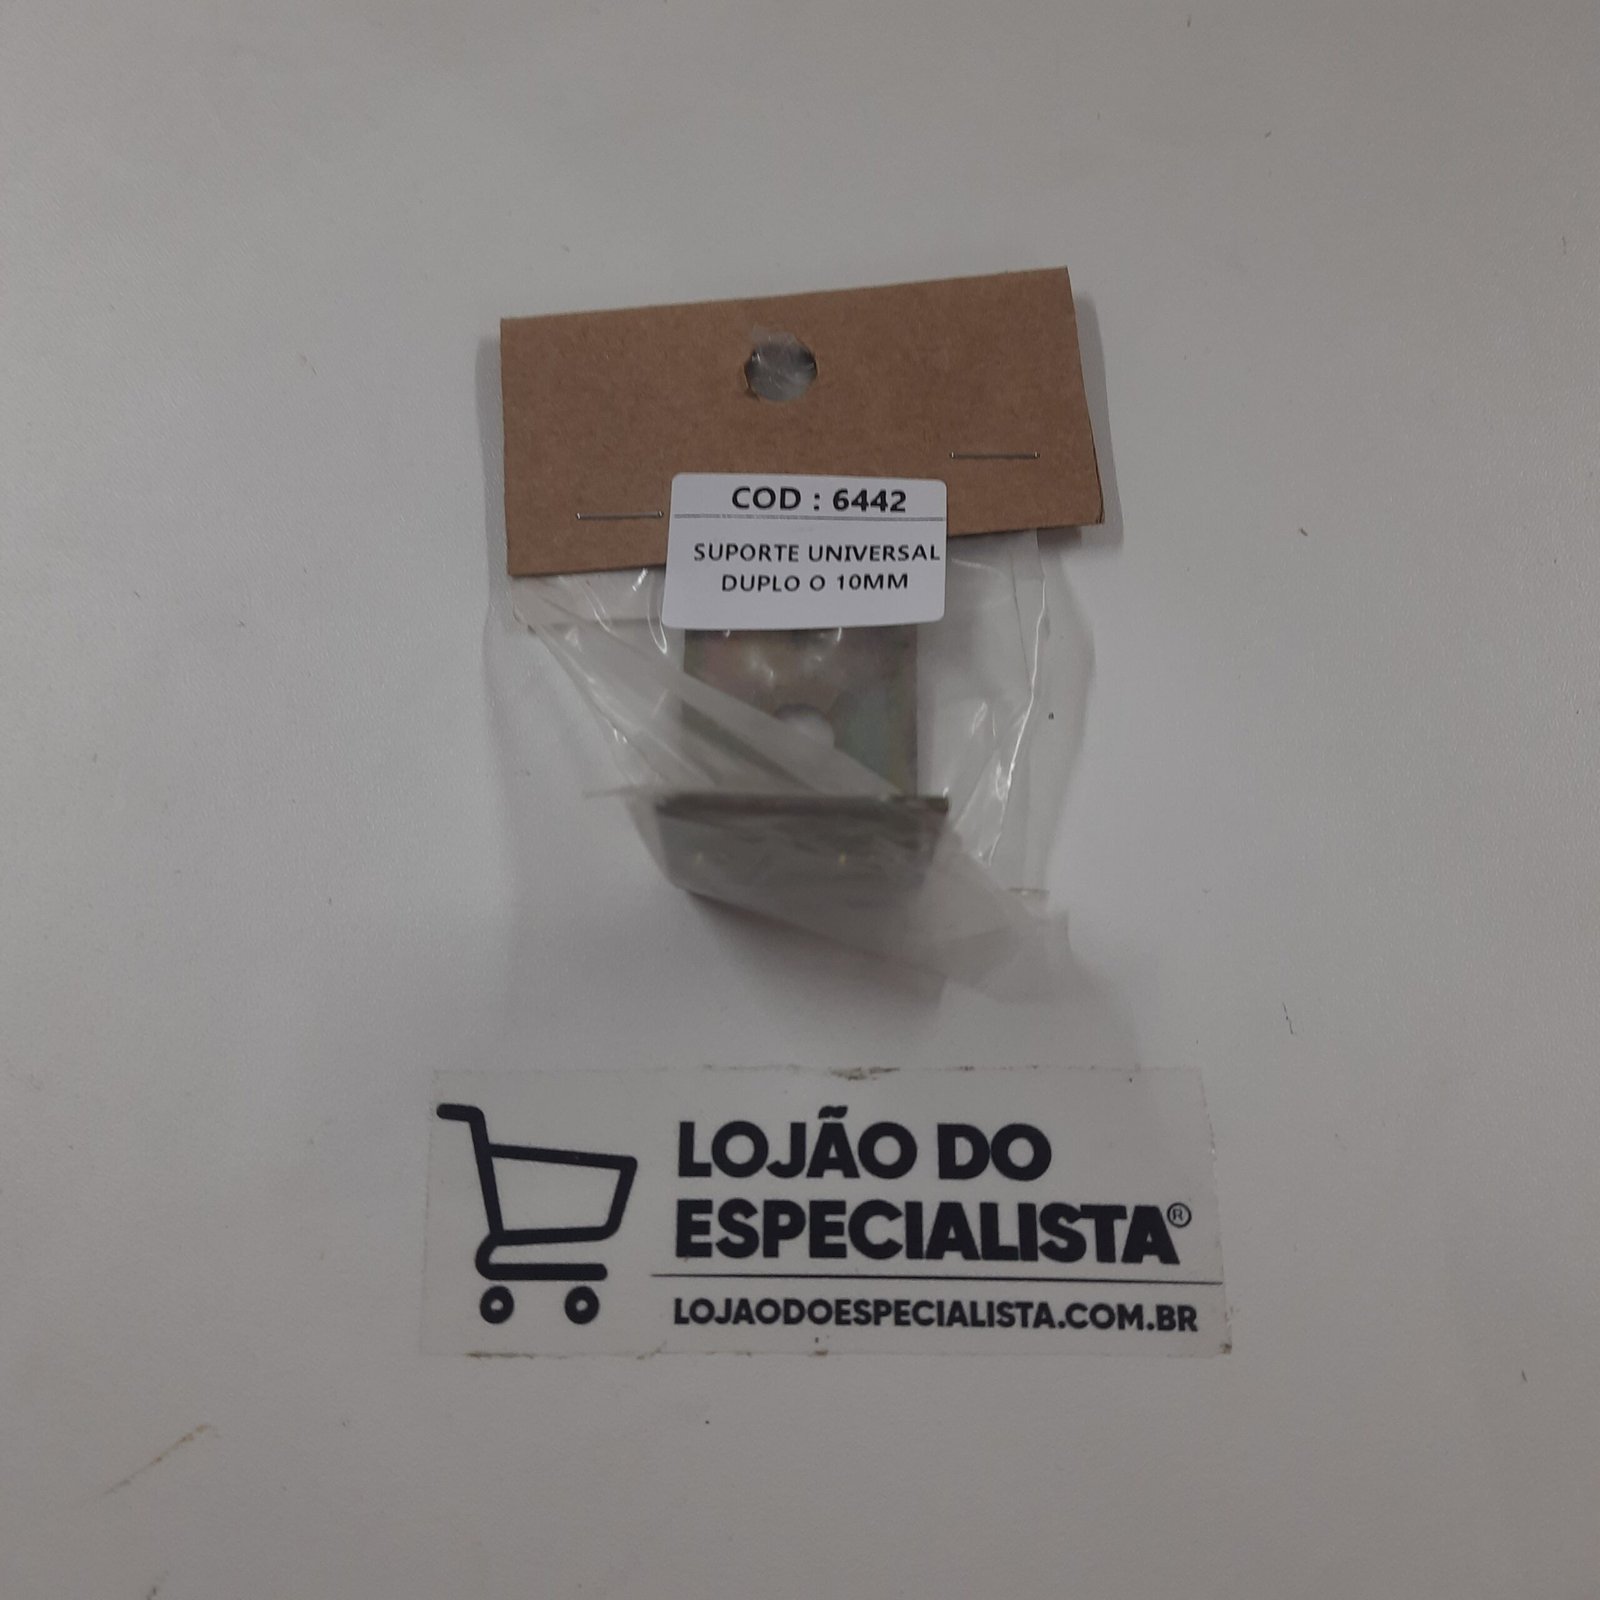 COD : 6442
SUPORTE UNIVERSAL
DUPLO O 10MM
LOJÃO DO
ESPECIALISTA®
LOJAODOESPECIALISTA.COM.BR